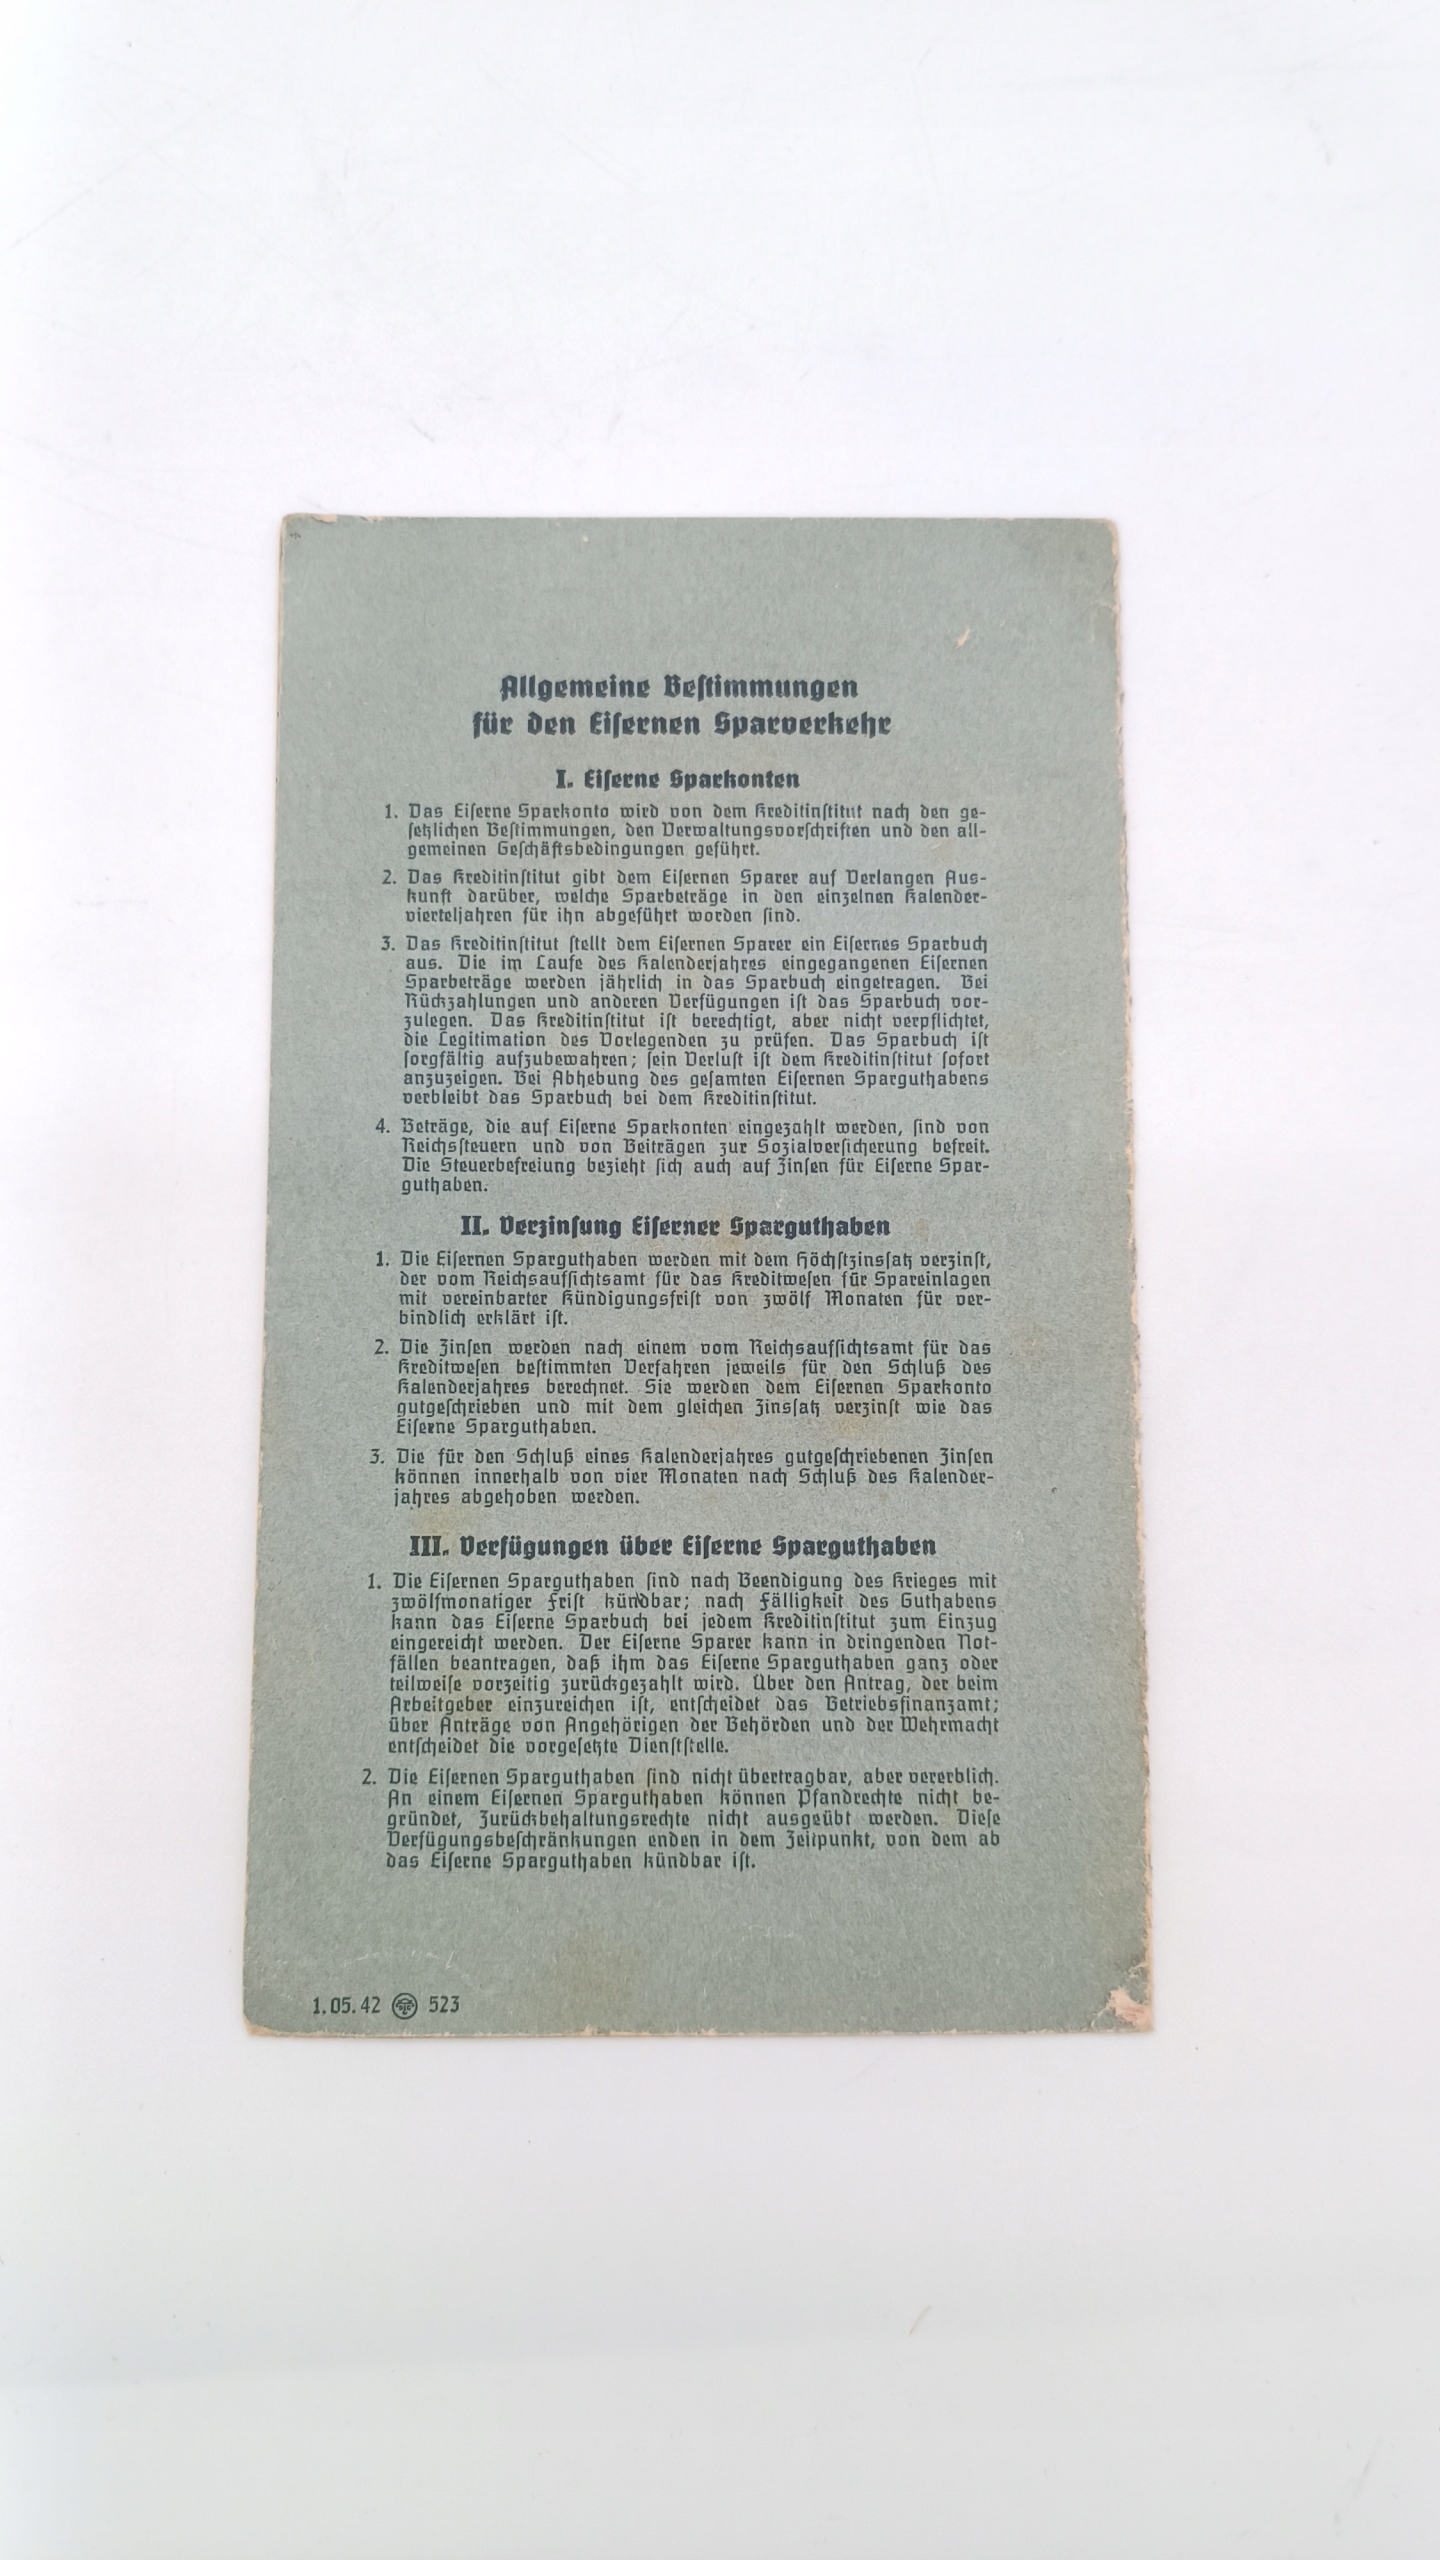 Allgemeine Bestimmungen
für den Eisernen Sparverkehr
I. Eiserne Sparkonten
1. Das Eiserne Sparkonto wird von dem Kreditinstitut nach den ge-
setzlichen Bestimmungen, den Verwaltungsvorschriften und den all-
gemeinen Geschäftsbedingungen geführt.
2. Das Kreditinstitut gibt dem Eisernen Sparer auf Verlangen Aus-
kunft darüber, welche Sparbeträge in den einzelnen Kalender-
vierteljahren für ihn abgeführt worden sind.
3. Das Kreditinstitut stellt dem Eisernen Sparer ein Eisernes Sparbuch
aus. Die im Laufe des Kalenderjahres eingegangenen Eisernen
Sparbeträge werden jährlich in das Sparbuch eingetragen. Bei
Rückzahlungen und anderen Verfügungen ist das Sparbuch vor-
zulegen. Das Kreditinstitut ist berechtigt, aber nicht verpflichtet,
die Legitimation des Vorlegenden zu prüfen. Das Sparbuch ist
sorgfältig aufzubewahren; sein Verlust ist dem Kreditinstitut sofort
anzuzeigen. Bei Abhebung des gesamten Eisernen Sparguthabens
verbleibt das Sparbuch bei dem Kreditinstitut.
4. Beträge, die auf Eiserne Sparkonten eingezahlt werden, sind von
Reichssteuern und von Beiträgen zur Sozialversicherung befreit.
Die Steuerbefreiung bezieht sich auch auf Zinsen für Eiserne Spar-
guthaben.
II. Verzinsung Eiserner Sparguthaben
1. Die Eisernen Sparguthaben werden mit dem Höchstzinssatz verzinst,
der vom Reichsaufsichtsamt für das Kreditwesen für Spareinlagen
mit vereinbarter Kündigungsfrist von zwölf Monaten für ver-
bindlich erklärt ist.
2. Die Zinsen werden nach einem vom Reichsaufsichtsamt für das
Kreditwesen bestimmten Verfahren jeweils für den Schluß des
Kalenderjahres berechnet. Sie werden dem Eisernen Sparkonto
gutgeschrieben und mit dem gleichen Zinssatz verzinst wie das
Eiserne Sparguthaben.
3. Die für den Schluß eines Kalenderjahres gutgeschriebenen Zinsen
können innerhalb von vier Monaten nach Schluß des Kalender-
jahres abgehoben werden.
III. Verfügungen über Eiserne Sparguthaben
1. Die Eisernen Sparguthaben sind nach Beendigung des Krieges mit
zwölfmonatiger Frist kündbar; nach Fälligkeit des Guthabens
kann das Eiserne Sparbuch bei jedem Kreditinstitut zum Einzug
eingereicht werden. Der Eiserne Sparer kann in dringenden Not-
fällen beantragen, daß ihm das Eiserne Sparguthaben ganz oder
teilweise vorzeitig zurückgezahlt wird. Über den Antrag, der beim
Arbeitgeber einzureichen ist, entscheidet das Betriebsfinanzamt;
über Anträge von Angehörigen der Behörden und der Wehrmacht
entscheidet die vorgesetzte Dienststelle.
2. Die Eisernen Sparguthaben sind nicht übertragbar, aber vererblich.
An einem Eisernen Sparguthaben können Pfandrechte nicht be-
gründet, Zurückbehaltungsrechte nicht ausgeübt werden. Diese
Verfügungsbeschränkungen enden in dem Zeitpunkt, von dem ab
das Eiserne Sparguthaben kündbar ist.
1. 05. 42 523